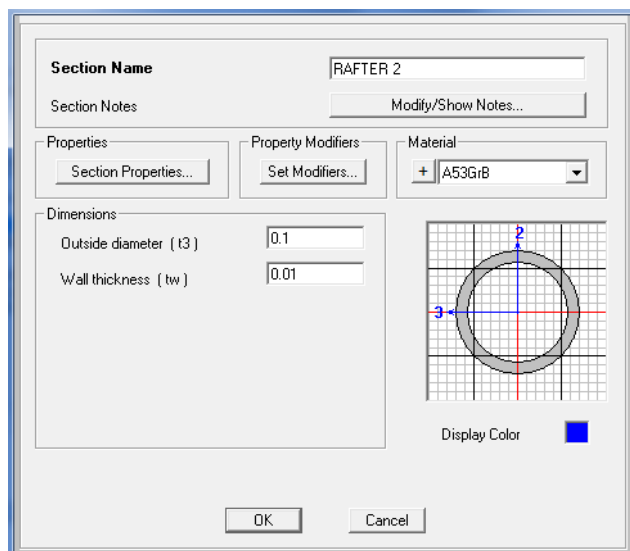 Section Name
RAFTER 2
Section Notes
Modify/Show Notes...
Properties
Section Properties...
Property Modifiers
Set Modifiers...
Material
+
A53GrB
Dimensions
Outside diameter ( t3 )
0.1
Wall thickness ( tw )
0.01
2
3
Display Color
OK
Cancel